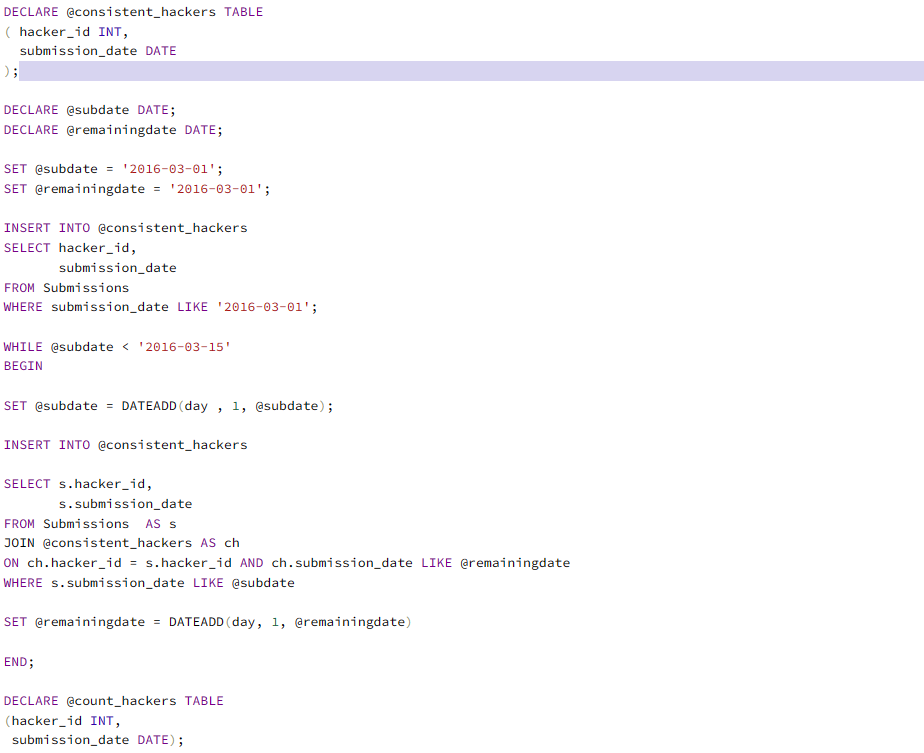 DECLARE @consistent_hackers TABLE
( hacker_id INT,
  submission_date DATE
);
DECLARE @subdate DATE;
DECLARE @remainingdate DATE;
SET @subdate = '2016-03-01';
SET @remainingdate = '2016-03-01';
INSERT INTO @consistent_hackers
SELECT hacker_id,
       submission_date
FROM Submissions
WHERE submission_date LIKE '2016-03-01';
WHILE @subdate < '2016-03-15'
BEGIN
SET @subdate = DATEADD(day , 1, @subdate);
INSERT INTO @consistent_hackers
SELECT s.hacker_id,
       s.submission_date
FROM Submissions  AS s
JOIN @consistent_hackers AS ch
ON ch.hacker_id = s.hacker_id AND ch.submission_date LIKE @remainingdate
WHERE s.submission_date LIKE @subdate
SET @remainingdate = DATEADD(day, 1, @remainingdate)
END;
DECLARE @count_hackers TABLE
(hacker_id INT,
 submission_date DATE);